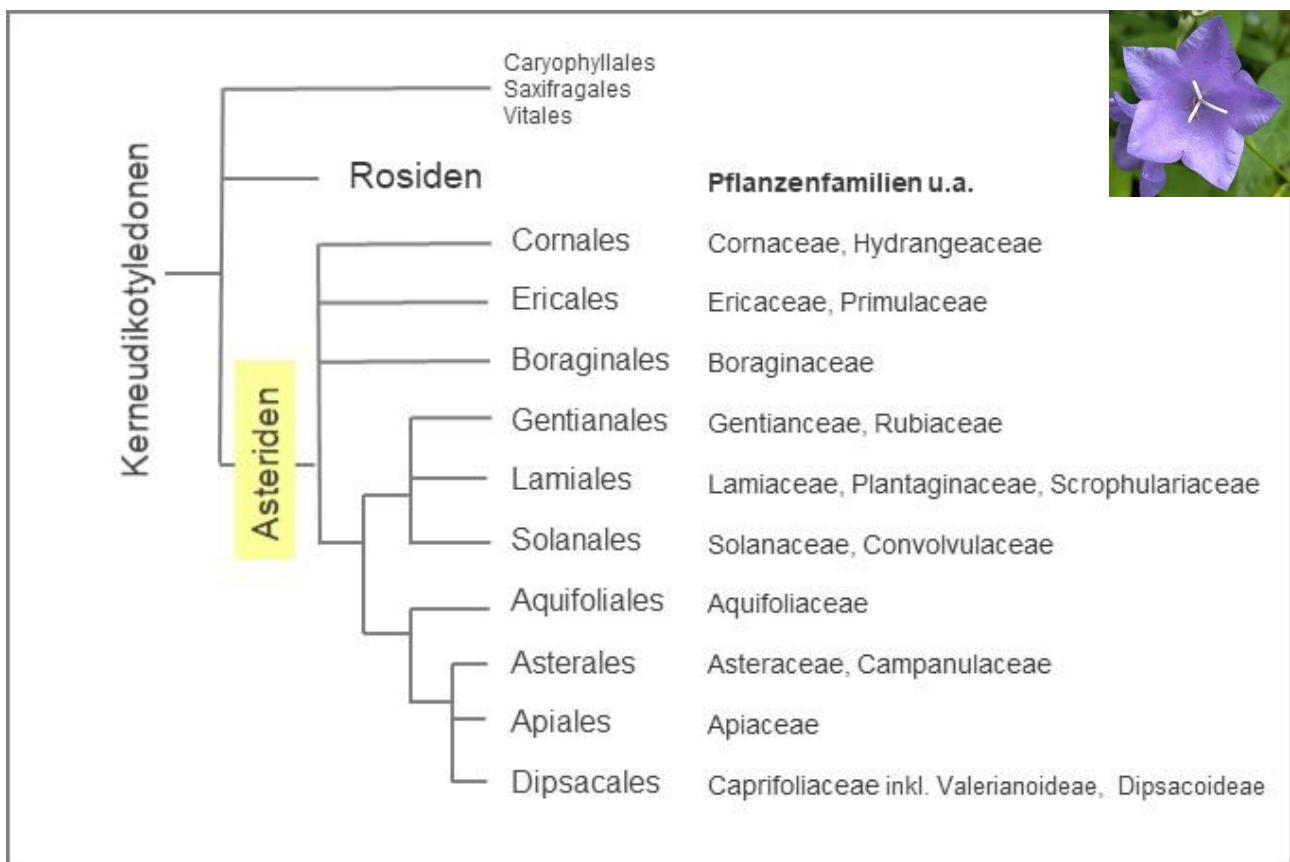 Caryophyllales
Saxifragales
Vitales
Kerneudikotyledonen
Rosiden
Pflanzenfamilien u.a.
Asteriden
Cornales Cornaceae, Hydrangeaceae
Ericales Ericaceae, Primulaceae
Boraginales Boraginaceae
Gentianales Gentianceae, Rubiaceae
Lamiales Lamiaceae, Plantaginaceae, Scrophulariaceae
Solanales Solanaceae, Convolvulaceae
Aquifoliales Aquifoliaceae
Asterales Asteraceae, Campanulaceae
Apiales Apiaceae
Dipsacales Caprifoliaceae inkl. Valerianoideae, Dipsacoideae